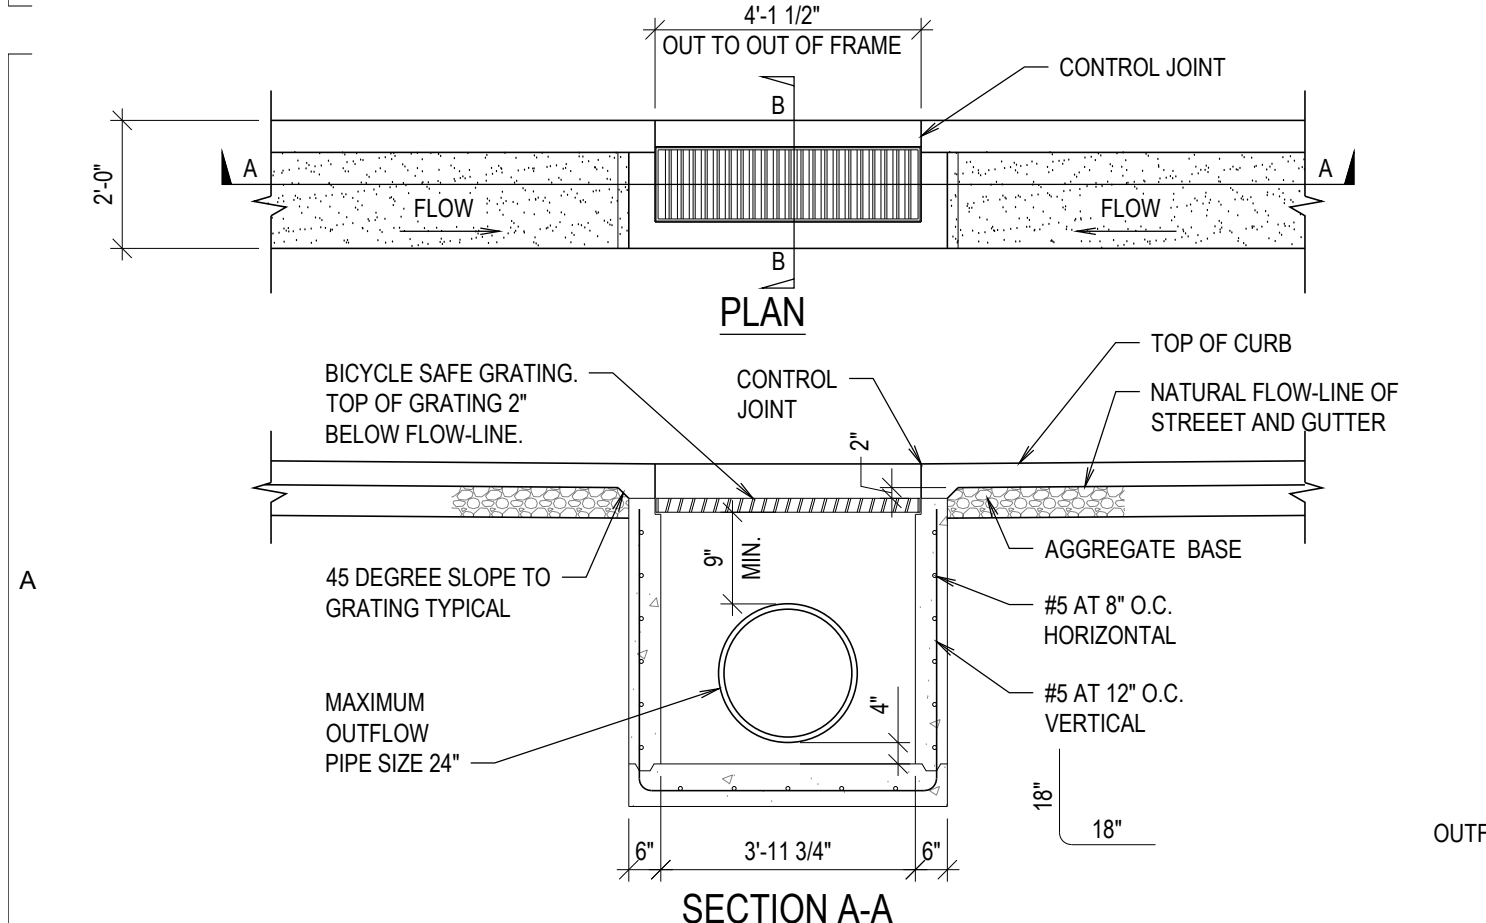 4'-1 1/2"
OUT TO OUT OF FRAME
CONTROL JOINT
B
2'-0"
A
A
FLOW
FLOW
B
PLAN
TOP OF CURB
BICYCLE SAFE GRATING.
TOP OF GRATING 2"
BELOW FLOW-LINE.
CONTROL
JOINT
NATURAL FLOW-LINE OF
STREEET AND GUTTER
2"
9"
MIN.
AGGREGATE BASE
A
45 DEGREE SLOPE TO
GRATING TYPICAL
#5 AT 8" O.C.
HORIZONTAL
MAXIMUM
OUTFLOW
PIPE SIZE 24"
4"
#5 AT 12" O.C.
VERTICAL
18"
18"
OUTF
6"
3'-11 3/4"
6"
SECTION A-A